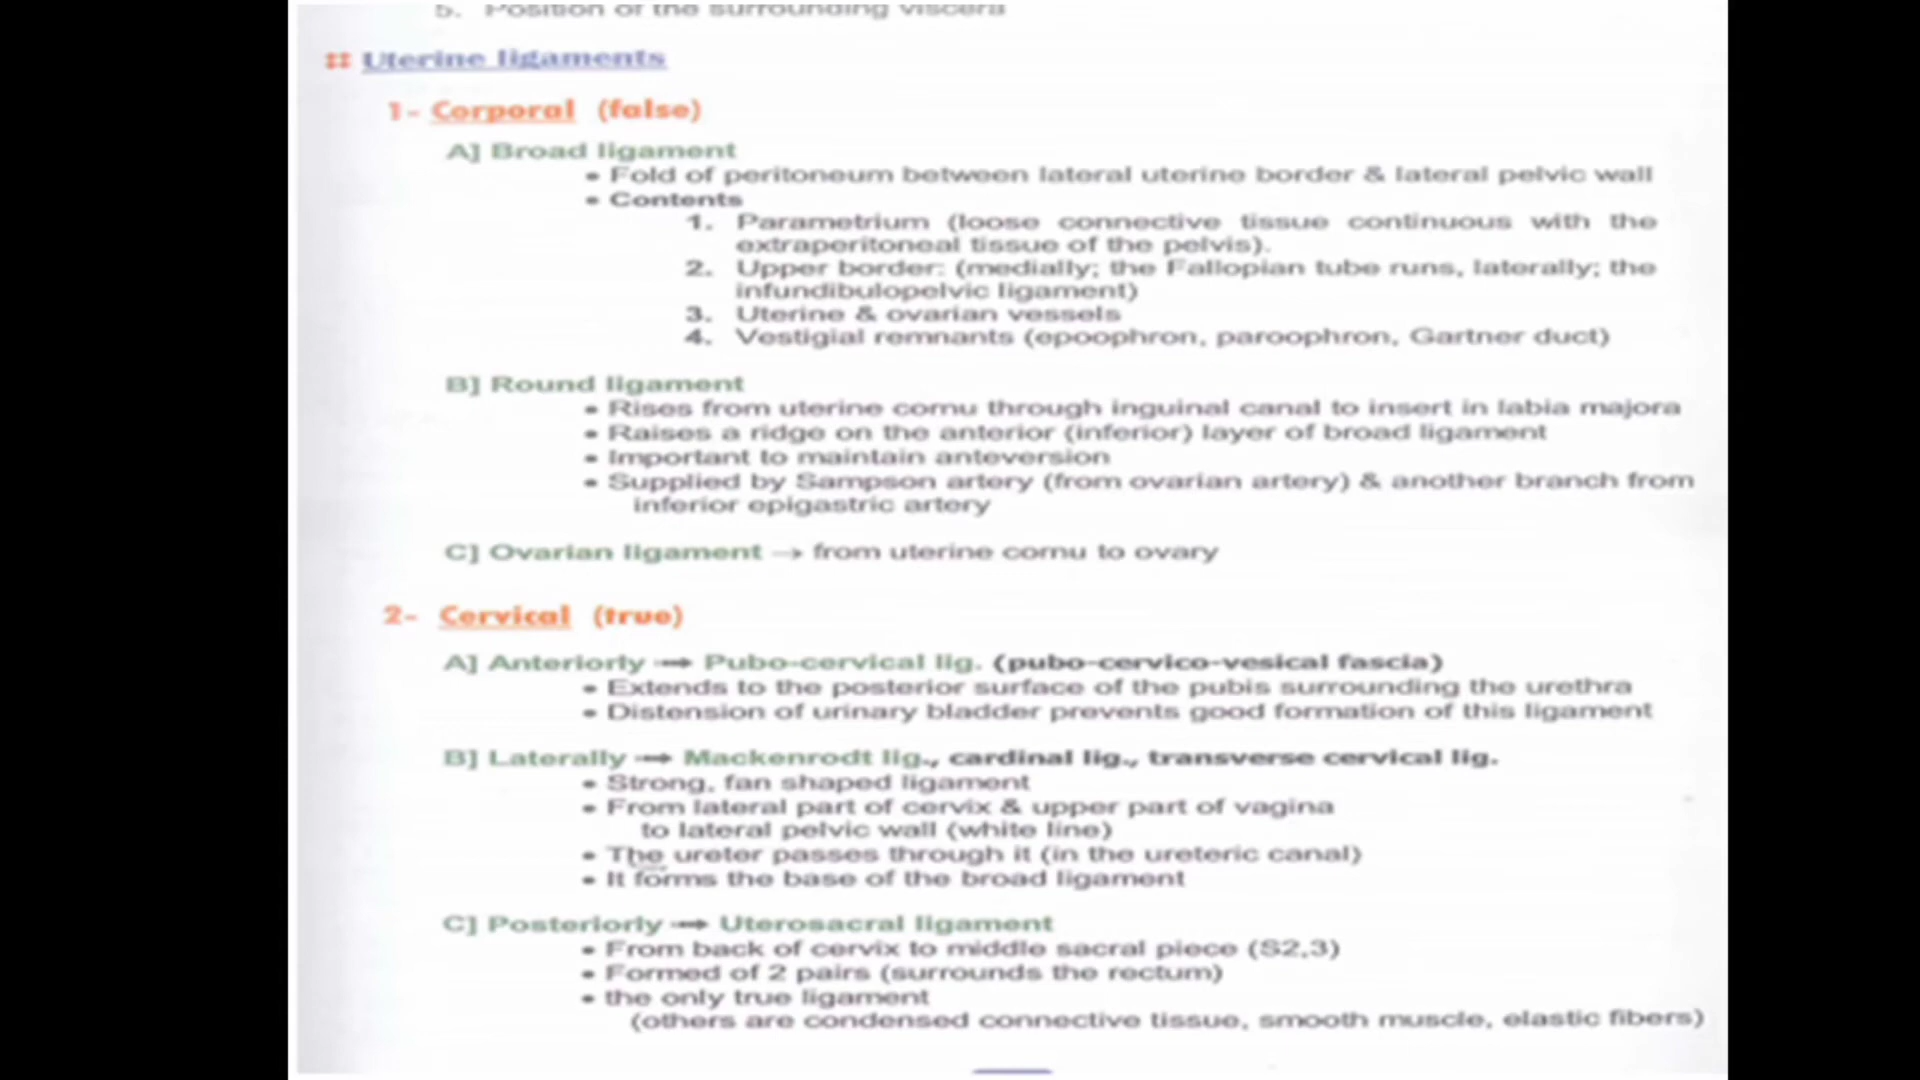 5. Position of the surrounding viscera
:: Uterine ligaments
1- Corporal (false)
A] Broad ligament
• Fold of peritoneum between lateral uterine border & lateral pelvic wall
• Contents
1. Parametrium (loose connective tissue continuous with the
extraperitoneal tissue of the pelvis).
2. Upper border: (medially; the Fallopian tube runs, laterally; the
infundibulopelvic ligament)
3. Uterine & ovarian vessels
4. Vestigial remnants (epoophron, paroophron, Gartner duct)
B] Round ligament
• Rises from uterine cornu through inguinal canal to insert in labia majora
• Raises a ridge on the anterior (inferior) layer of broad ligament
• Important to maintain anteversion
• Supplied by Sampson artery (from ovarian artery) & another branch from
inferior epigastric artery
C] Ovarian ligament → from uterine cornu to ovary
2- Cervical (true)
A] Anteriorly → Pubo-cervical lig. (pubo-cervico-vesical fascia)
• Extends to the posterior surface of the pubis surrounding the urethra
• Distension of urinary bladder prevents good formation of this ligament
B] Laterally → Mackenrodt lig., cardinal lig., transverse cervical lig.
• Strong, fan shaped ligament
• From lateral part of cervix & upper part of vagina
to lateral pelvic wall (white line)
• The ureter passes through it (in the ureteric canal)
• It forms the base of the broad ligament
C] Posteriorly → Uterosacral ligament
• From back of cervix to middle sacral piece (S2,3)
• Formed of 2 pairs (surrounds the rectum)
• the only true ligament
(others are condensed connective tissue, smooth muscle, elastic fibers)